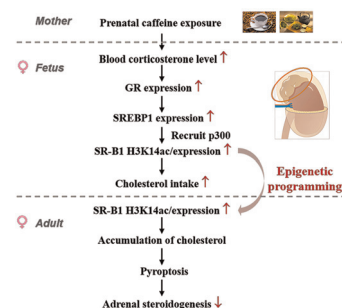 Mother
Prenatal caffeine exposure
Fetus
Blood corticosterone level ↑
GR expression ↑
SREBP1 expression ↑
Recruit p300
SR-B1 H3K14ac/expression ↑
Epigenetic
programming
Cholesterol intake ↑
Adult
SR-B1 H3K14ac/expression ↑
Accumulation of cholesterol
Pyroptosis
Adrenal steroidogenesis ↓